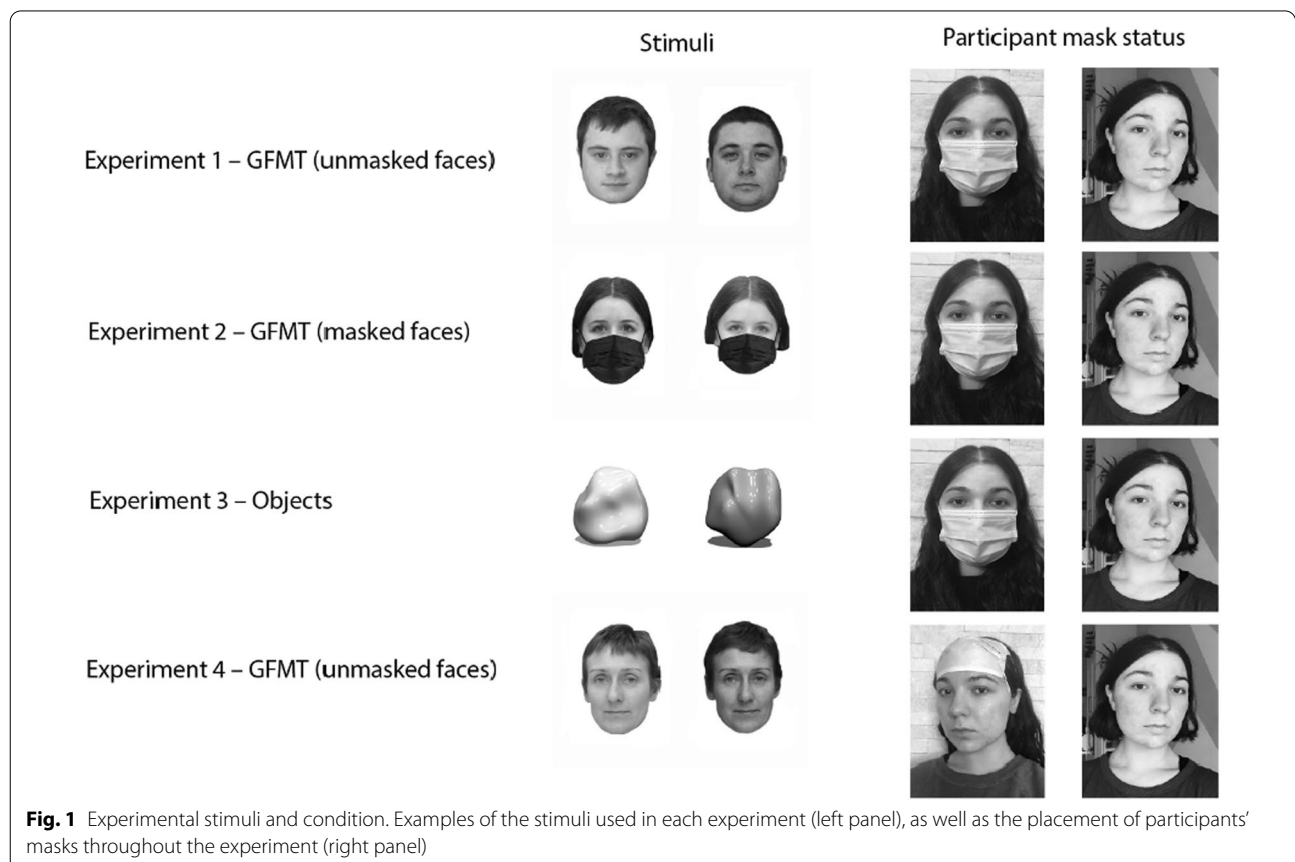 Stimuli
Participant mask status
Experiment 1 – GFMT (unmasked faces)
Experiment 2 – GFMT (masked faces)
Experiment 3 – Objects
Experiment 4 – GFMT (unmasked faces)
Fig. 1 Experimental stimuli and condition. Examples of the stimuli used in each experiment (left panel), as well as the placement of participants’
masks throughout the experiment (right panel)